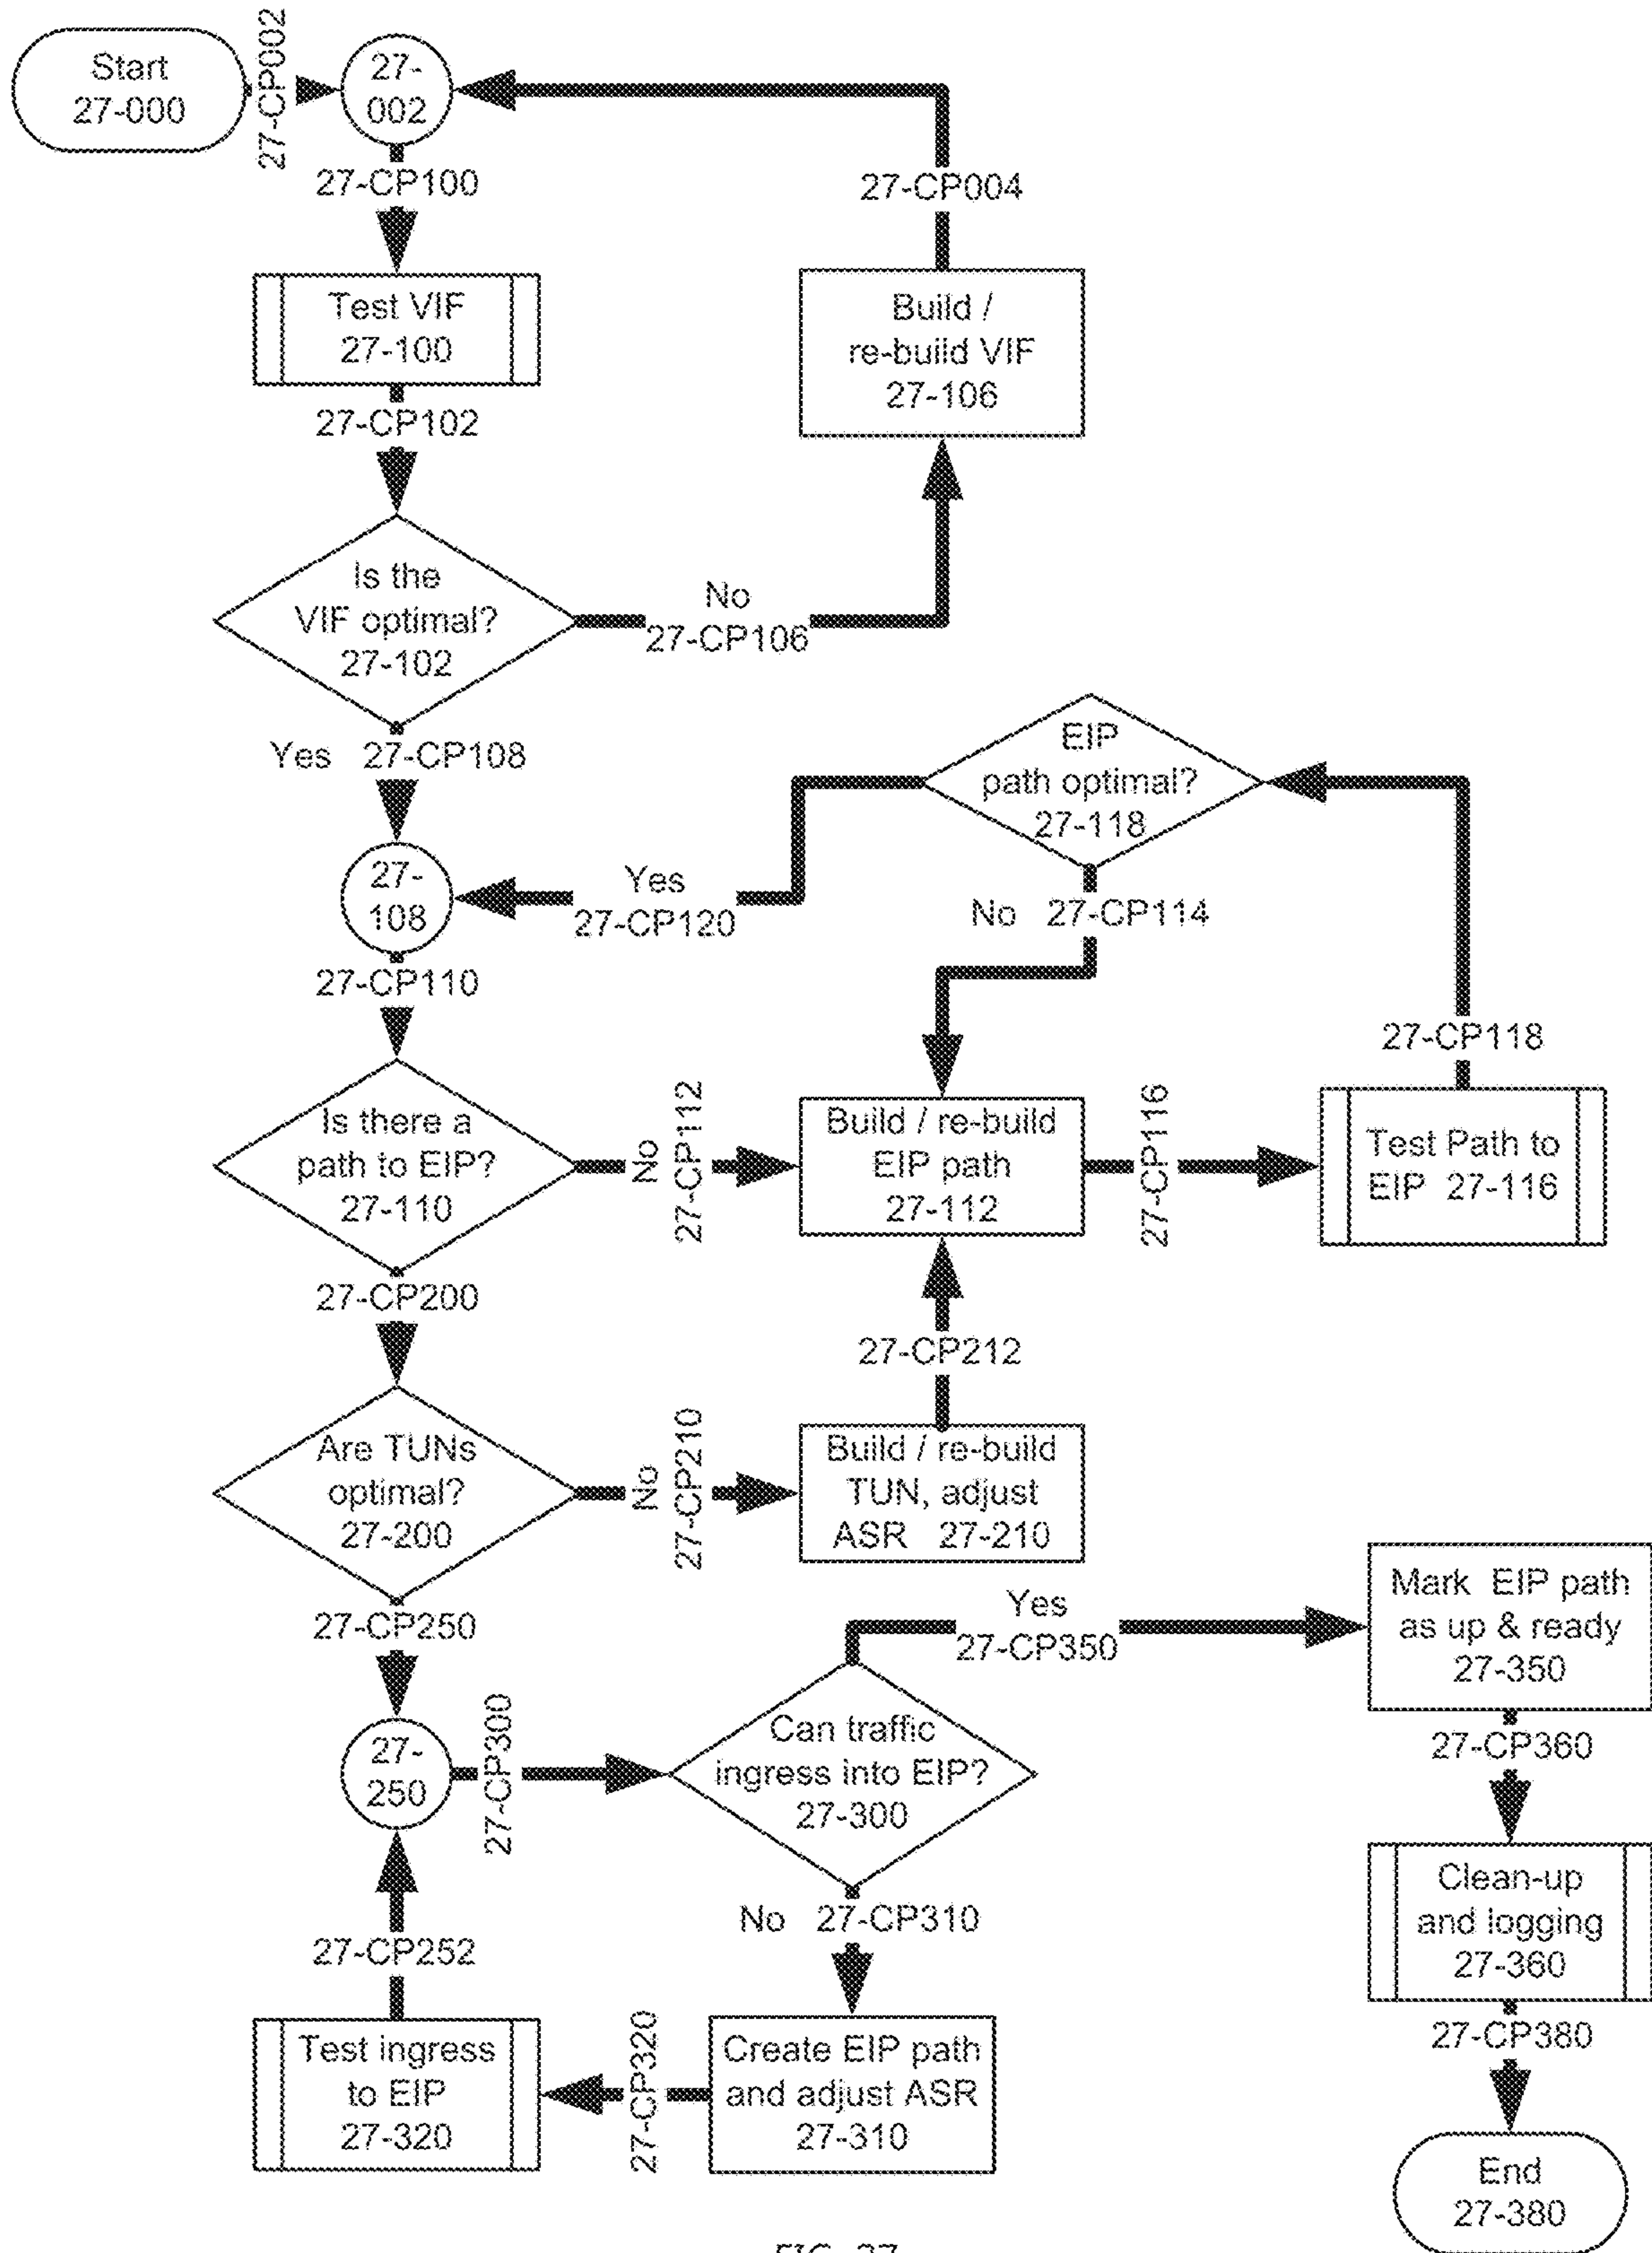 Start
27-000
27-CP002
27-
002
27-CP100
27-CP004
Test VIF
27-100
Build /
re-build VIF
27-106
27-CP102
Is the
VIF optimal?
27-102
No
27-CP106
Yes 27-CP108
EIP
path optimal?
27-118
27-
108
Yes
27-CP120
No 27-CP114
27-CP110
27-CP118
Is there a
path to EIP?
27-110
No
27-CP112
Build / re-build
EIP path
27-112
27-CP116
Test Path to
EIP 27-116
27-CP200
27-CP212
Are TUNs
optimal?
27-200
No
27-CP210
Build / re-build
TUN, adjust
ASR 27-210
27-CP250
Yes
27-CP350
Mark EIP path
as up & ready
27-350
27-
250
27-CP300
Can traffic
ingress into EIP?
27-300
27-CP360
No 27-CP310
27-CP252
Clean-up
and logging
27-360
Test ingress
to EIP
27-320
27-CP320
Create EIP path
and adjust ASR
27-310
27-CP380
End
27-380